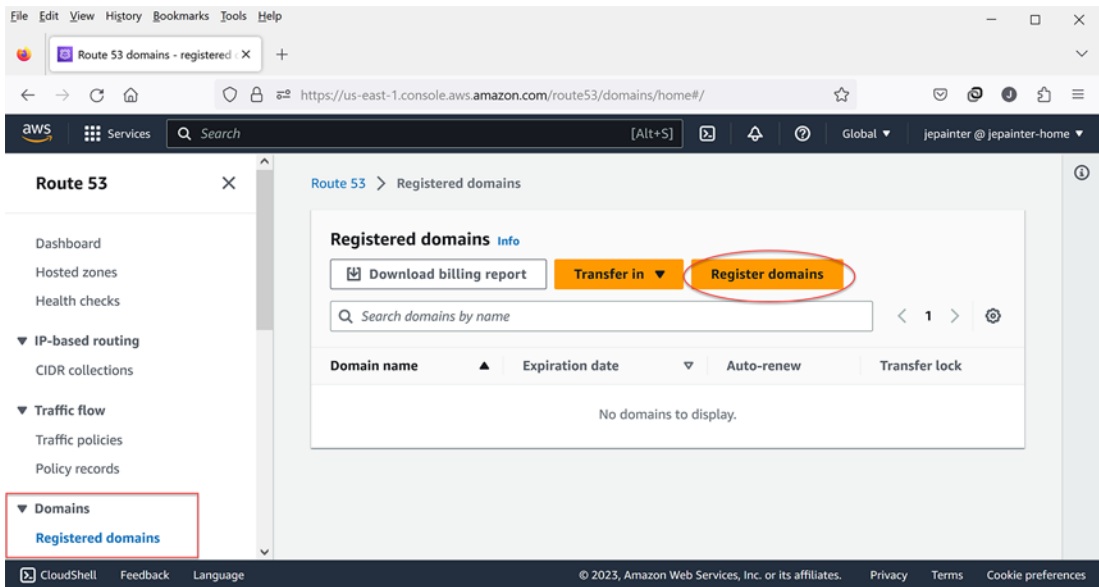 File Edit View History Bookmarks Tools Help
Route 53 domains - registered
https://us-east-1.console.aws.amazon.com/route53/domains/home#/
aws Services Search [Alt+S] Global jepainter @ jepainter-home
Route 53
Dashboard
Hosted zones
Health checks
IP-based routing
CIDR collections
Traffic flow
Traffic policies
Policy records
Domains
Registered domains
Route 53 > Registered domains
Registered domains Info
Download billing report Transfer in Register domains
Search domains by name
1
Domain name Expiration date Auto-renew Transfer lock
No domains to display.
CloudShell Feedback Language © 2023, Amazon Web Services, Inc. or its affiliates. Privacy Terms Cookie preferences